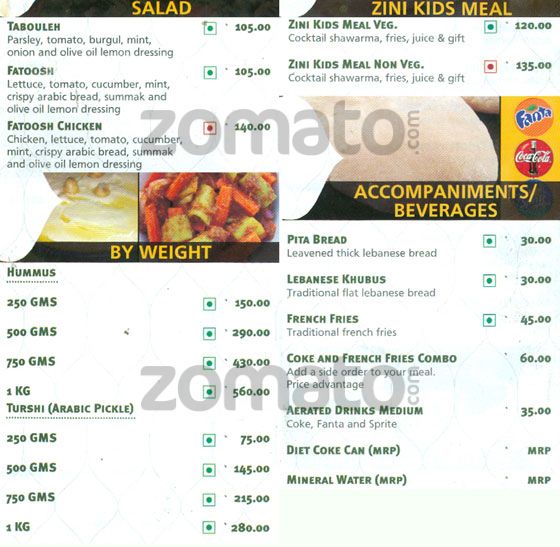 SALAD
TABOULEH 105.00
Parsley, tomato, burgul, mint,
onion and olive oil lemon dressing
FATOOSH 105.00
Lettuce, tomato, cucumber, mint,
crispy arabic bread, summak and
olive oil lemon dressing
FATOOSH CHICKEN 140.00
Chicken, lettuce, tomato, cucumber,
mint, crispy arabic bread, summak
and olive oil lemon dressing
BY WEIGHT
HUMMUS
250 GMS 150.00
500 GMS 290.00
750 GMS 430.00
1 KG 560.00
TURSHI (ARABIC PICKLE)
250 GMS 75.00
500 GMS 145.00
750 GMS 215.00
1 KG 280.00
ZINI KIDS MEAL
ZINI KIDS MEAL VEG. 120.00
Cocktail shawarma, fries, juice & gift
ZINI KIDS MEAL NON VEG. 135.00
Cocktail shawarma, fries, juice & gift
Fanta
Coca-Cola
ACCOMPANIMENTS/
BEVERAGES
PITA BREAD 30.00
Leavened thick lebanese bread
LEBANESE KHUBUS 30.00
Traditional flat lebanese bread
FRENCH FRIES 45.00
Traditional french fries
COKE AND FRENCH FRIES COMBO 60.00
Add a side order to your meal.
Price advantage
AERATED DRINKS MEDIUM 35.00
Coke, Fanta and Sprite
DIET COKE CAN (MRP) MRP
MINERAL WATER (MRP) MRP
zomato.com
zomato.com